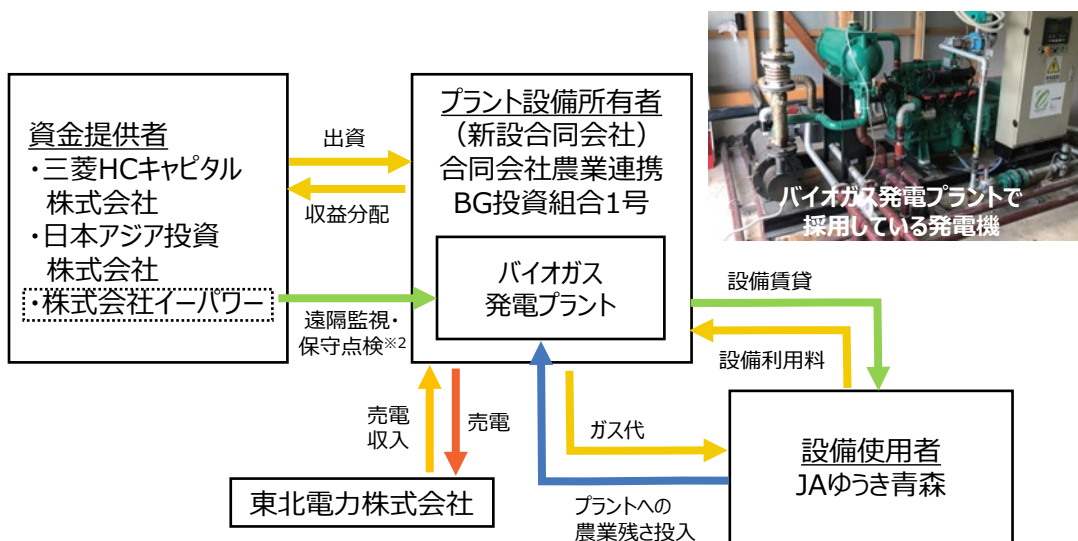 資金提供者
・三菱HCキャピタル
株式会社
・日本アジア投資
株式会社
・株式会社イーパワー
出資
収益分配
遠隔監視・
保守点検※2
プラント設備所有者
（新設合同会社）
合同会社農業連携
BG投資組合1号
バイオガス
発電プラント
バイオガス発電プラントで
採用している発電機
設備賃貸
設備利用料
売電
収入
売電
ガス代
プラントへの
農業残さ投入
東北電力株式会社
設備使用者
JAゆうき青森